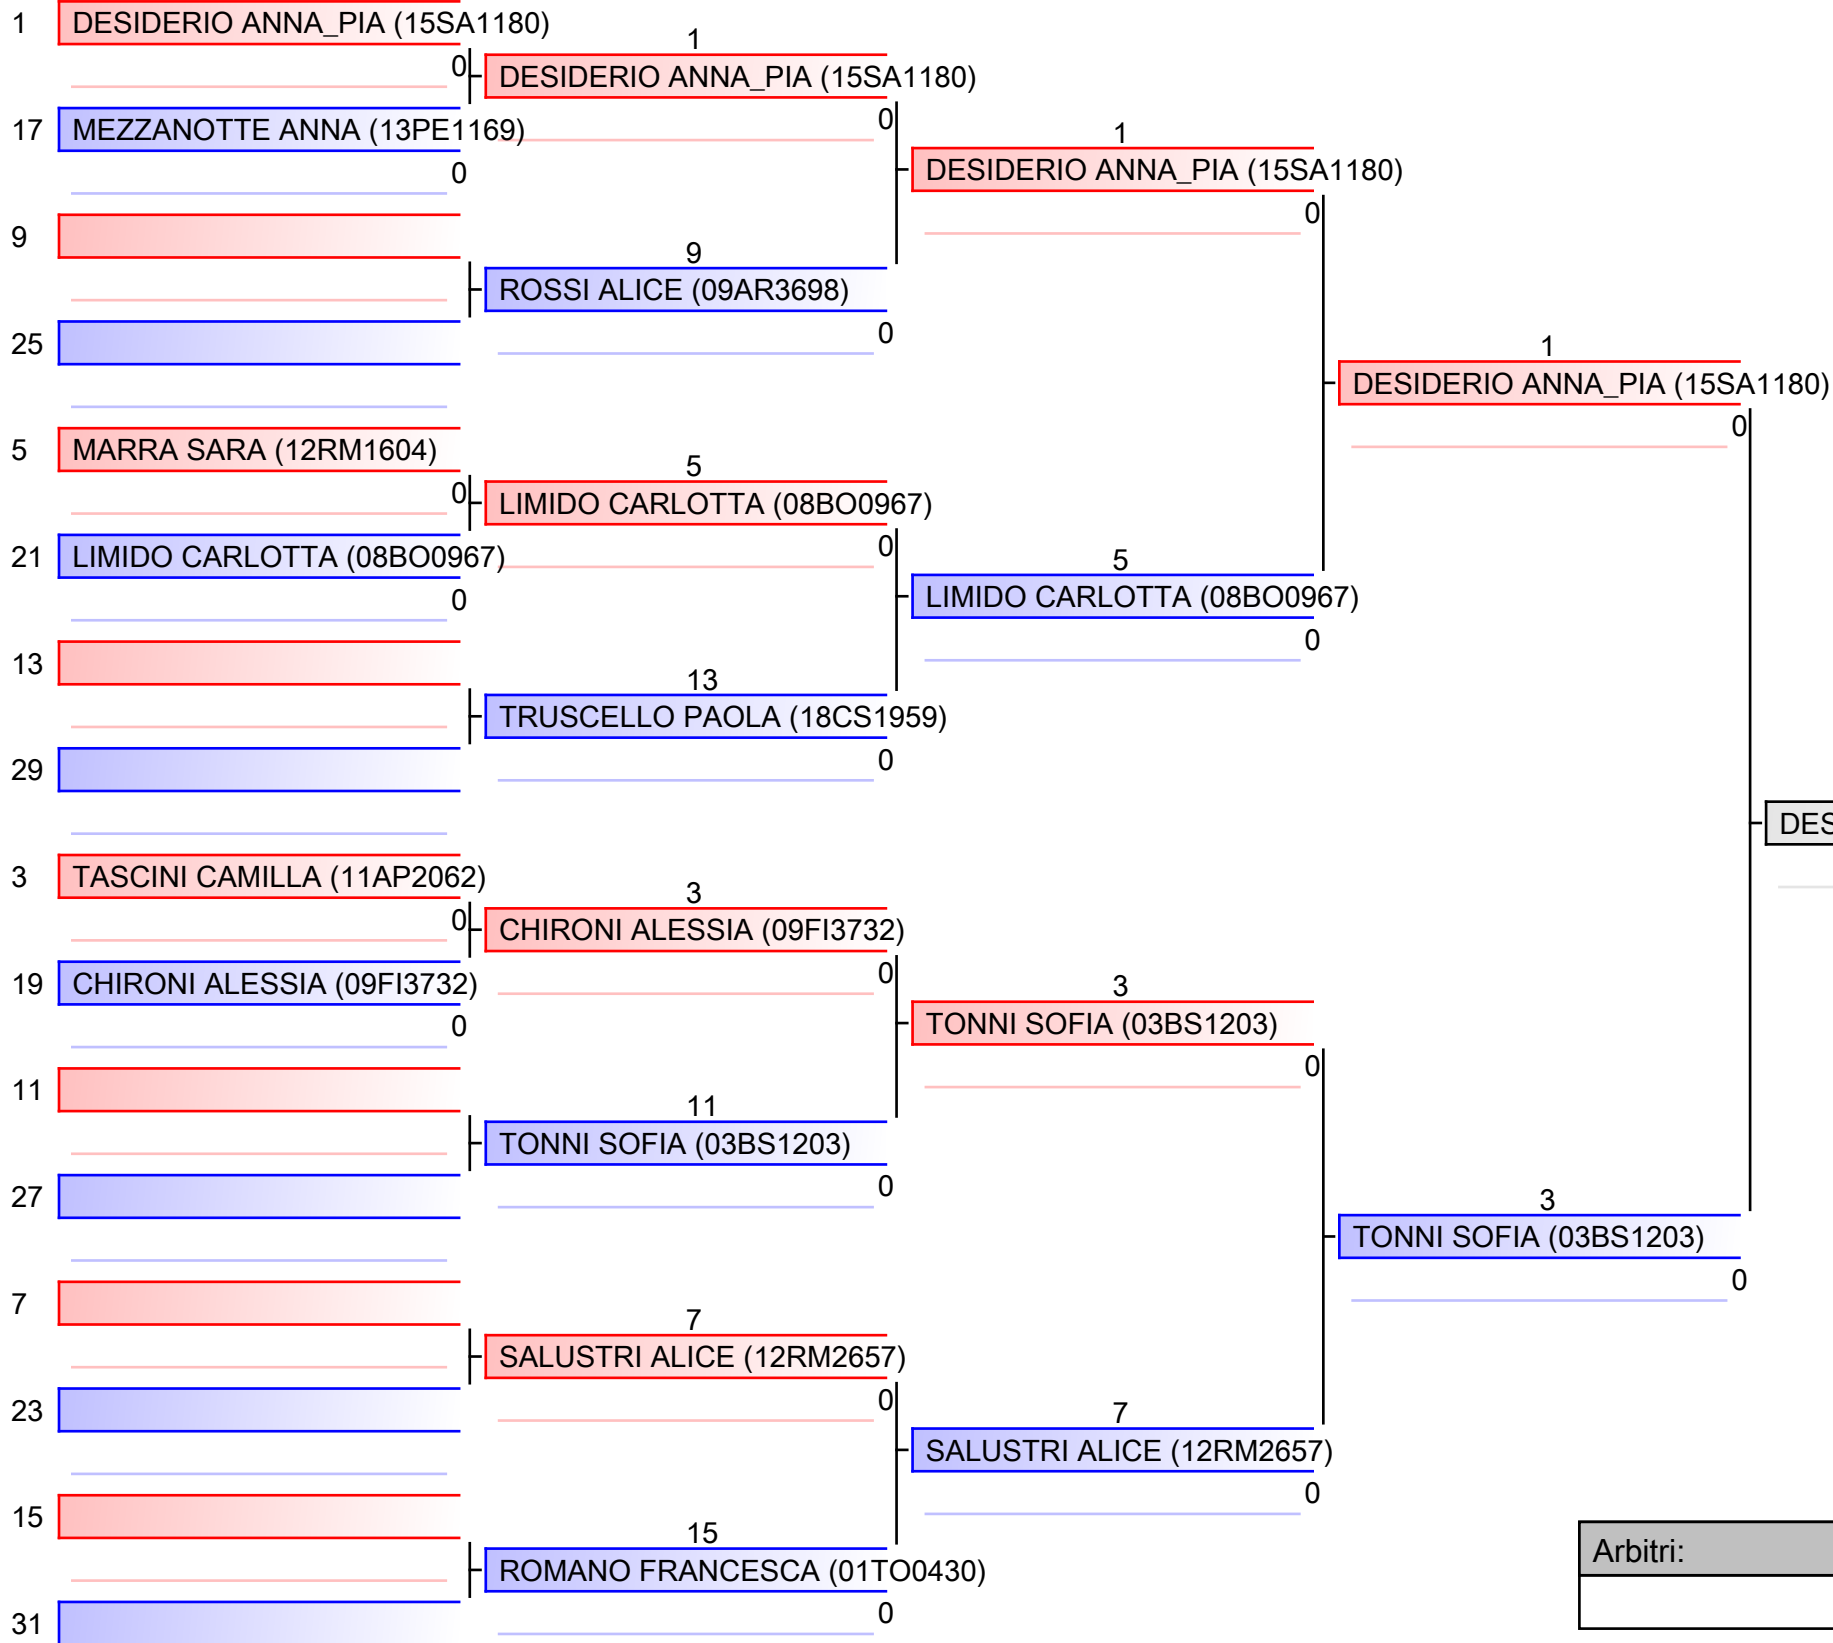 1 DESIDERIO ANNA_PIA (15SA1180)
0
17 MEZZANOTTE ANNA (13PE1169)
0
9
25
5 MARRA SARA (12RM1604)
0
21 LIMIDO CARLOTTA (08BO0967)
0
13
29
3 TASCINI CAMILLA (11AP2062)
0
19 CHIRONI ALESSIA (09FI3732)
0
11
27
7
23
15
31
1
DESIDERIO ANNA_PIA (15SA1180)
0
9
ROSSI ALICE (09AR3698)
0
5
LIMIDO CARLOTTA (08BO0967)
0
13
TRUSCELLO PAOLA (18CS1959)
0
3
CHIRONI ALESSIA (09FI3732)
0
11
TONNI SOFIA (03BS1203)
0
7
SALUSTRI ALICE (12RM2657)
0
15
ROMANO FRANCESCA (01TO0430)
0
1
DESIDERIO ANNA_PIA (15SA1180)
0
5
LIMIDO CARLOTTA (08BO0967)
0
3
TONNI SOFIA (03BS1203)
0
7
SALUSTRI ALICE (12RM2657)
0
1
DESIDERIO ANNA_PIA (15SA1180)
0
3
TONNI SOFIA (03BS1203)
0
DES
Arbitri: